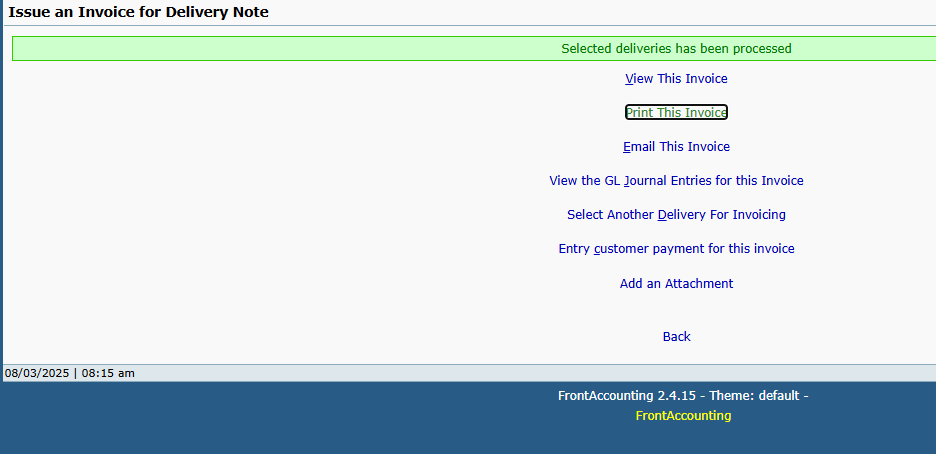 Issue an Invoice for Delivery Note
Selected deliveries has been processed
View This Invoice
Print This Invoice
Email This Invoice
View the GL Journal Entries for this Invoice
Select Another Delivery For Invoicing
Entry customer payment for this invoice
Add an Attachment
Back
08/03/2025 | 08:15 am
FrontAccounting 2.4.15 - Theme: default -
FrontAccounting